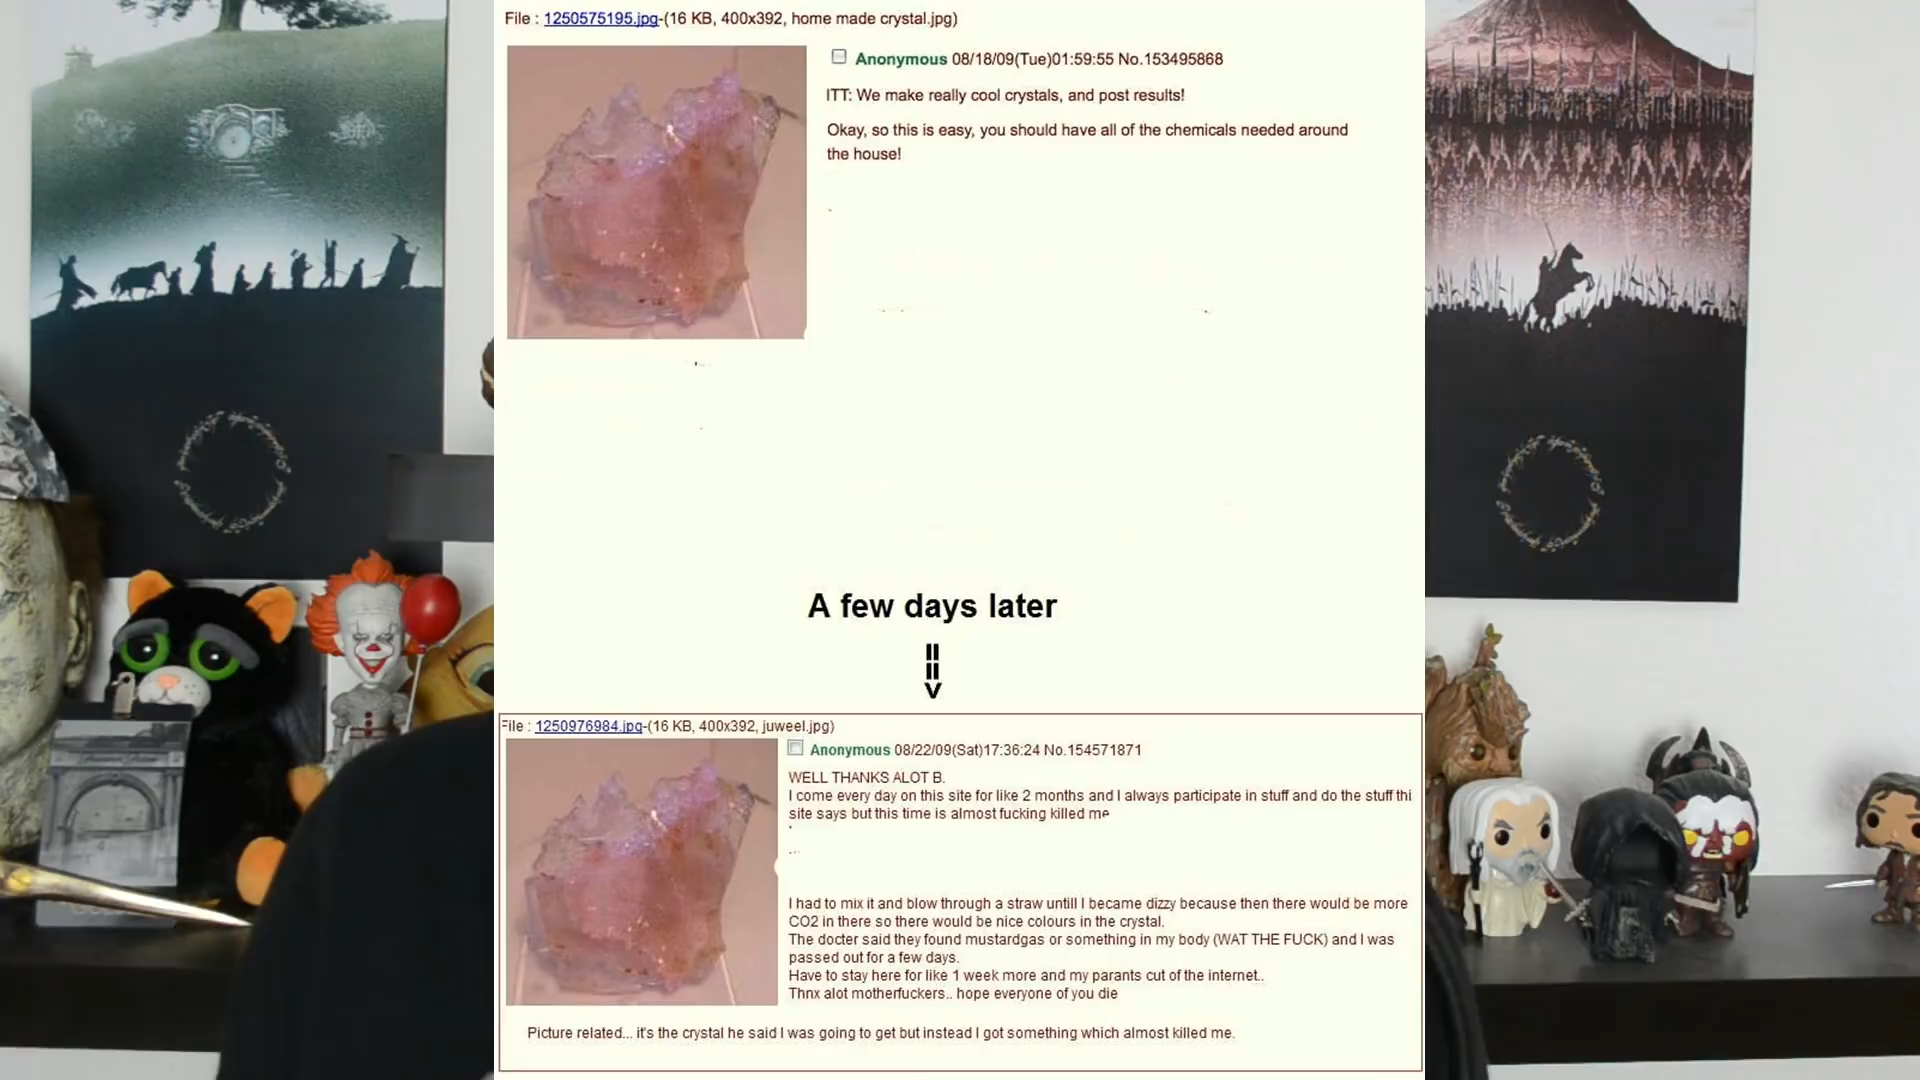 File : 1250575195.jpg-(16 KB, 400x392, home made crystal.jpg)
Anonymous 08/18/09(Tue)01:59:55 No.153495868
ITT: We make really cool crystals, and post results!
Okay, so this is easy, you should have all of the chemicals needed around
the house!
A few days later
File : 1250976984.jpg-(16 KB, 400x392, juweel.jpg)
Anonymous 08/22/09(Sat)17:36:24 No.154571871
WELL THANKS ALOT B.
I come every day on this site for like 2 months and I always participate in stuff and do the stuff thi
site says but this time is almost fucking killed me
I had to mix it and blow through a straw untill I became dizzy because then there would be more
CO2 in there so there would be nice colours in the crystal.
The docter said they found mustardgas or something in my body (WAT THE FUCK) and I was
passed out for a few days.
Have to stay here for like 1 week more and my parants cut of the internet..
Thnx alot motherfuckers.. hope everyone of you die
Picture related... it's the crystal he said I was going to get but instead I got something which almost killed me.